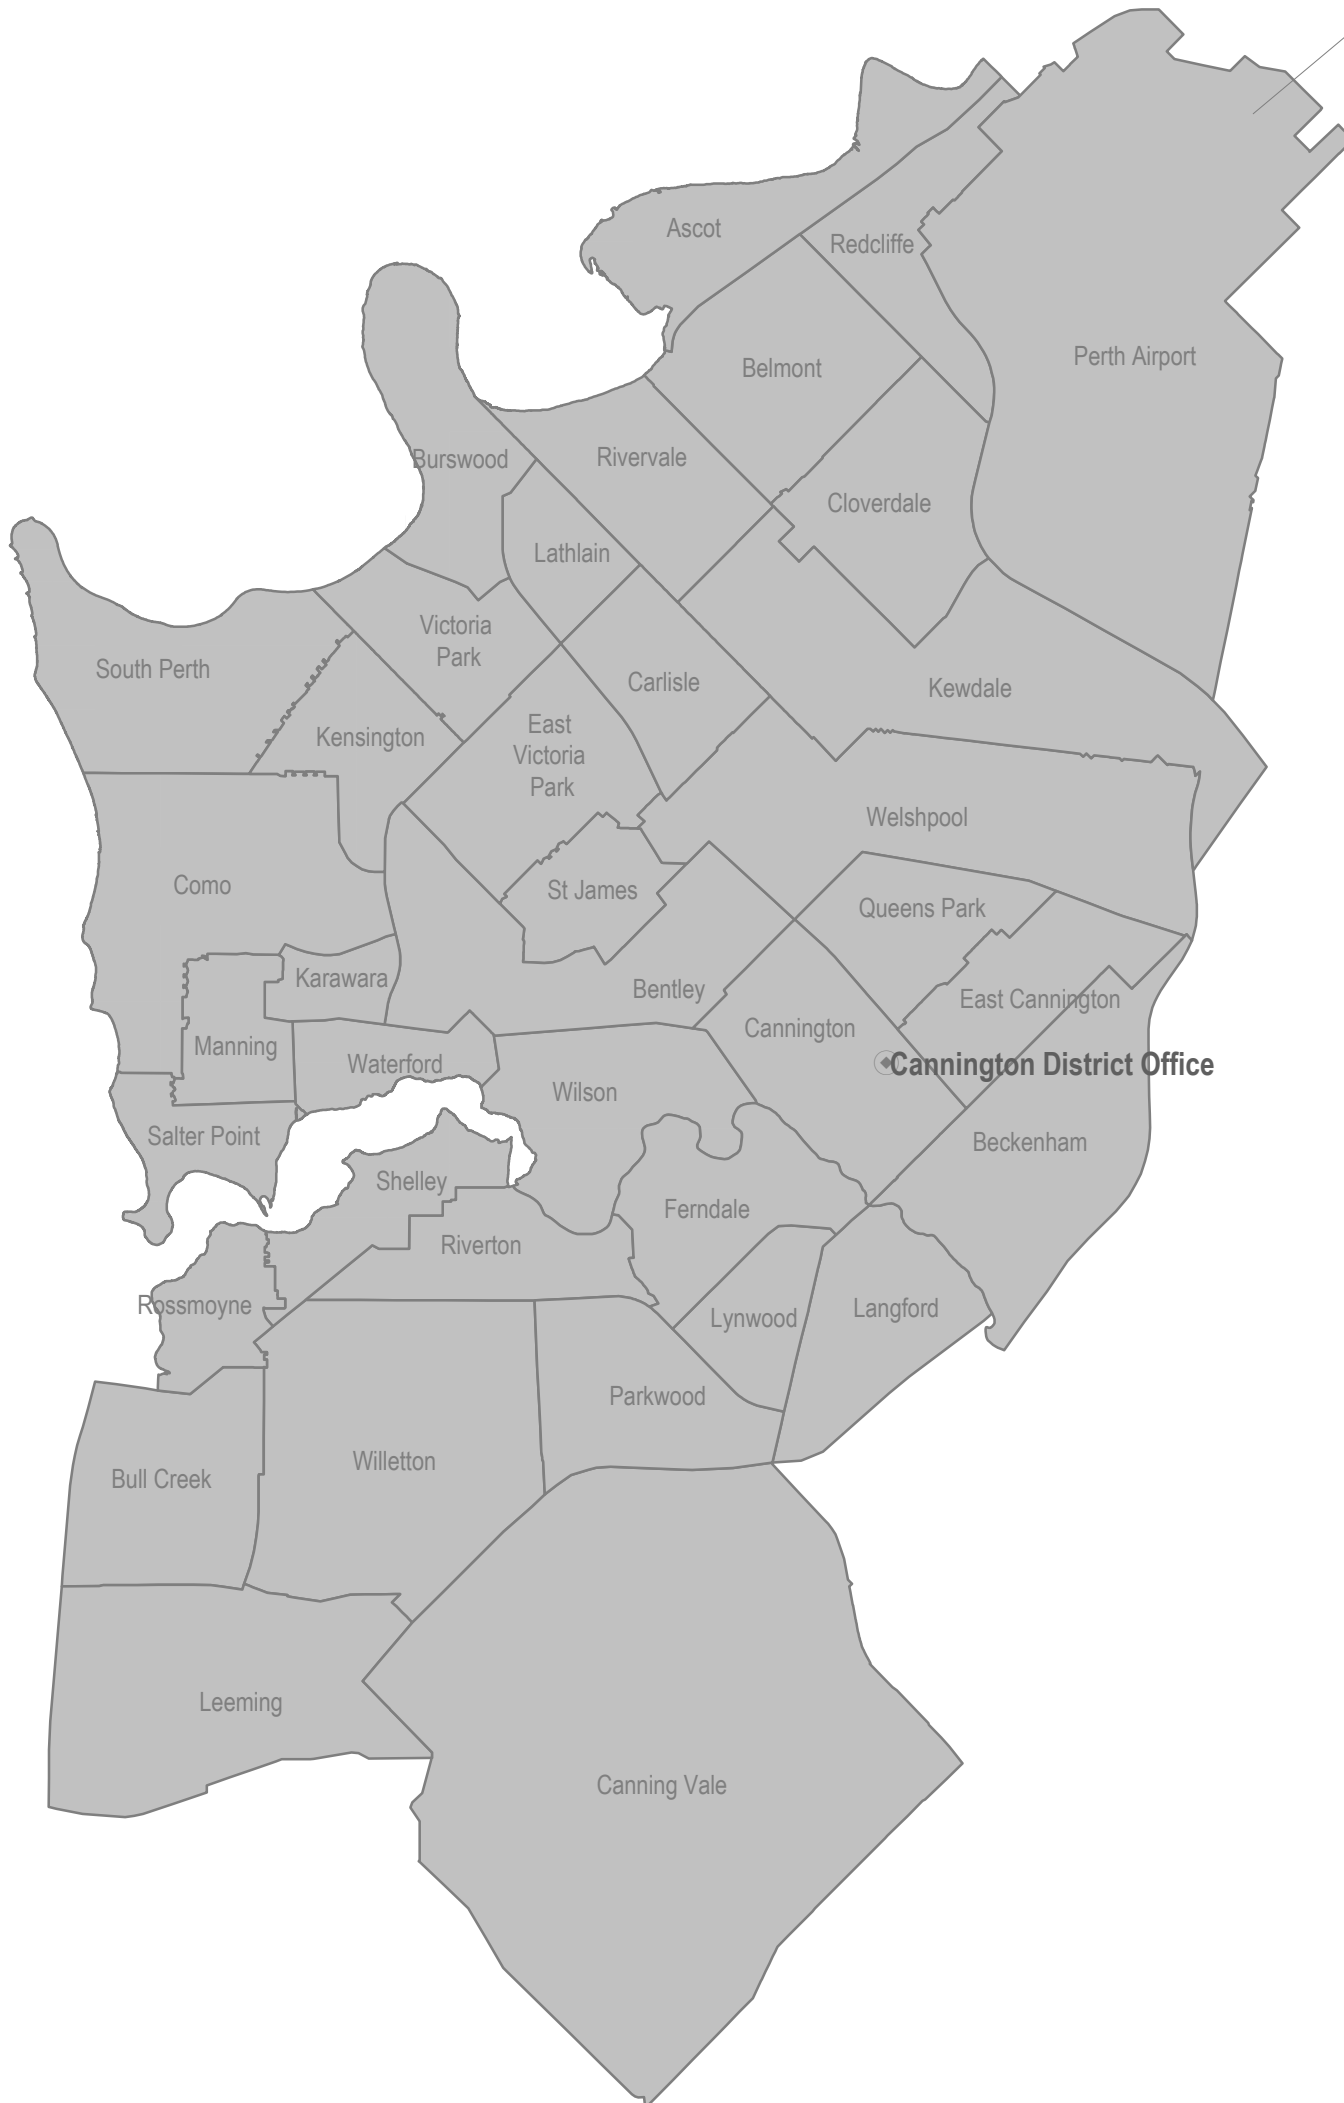 Ascot
Redcliffe
Perth Airport
Belmont
Burswood
Rivervale
Cloverdale
Lathlain
Victoria
Park
South Perth
Carlisle
Kewdale
Kensington
East
Victoria
Park
Welshpool
Como
St James
Queens Park
Karawara
Bentley
East Cannington
Cannington
Manning
Waterford
Cannington District Office
Wilson
Salter Point
Beckenham
Shelley
Ferndale
Riverton
Rossmoyne
Lynwood
Langford
Parkwood
Willetton
Bull Creek
Leeming
Canning Vale